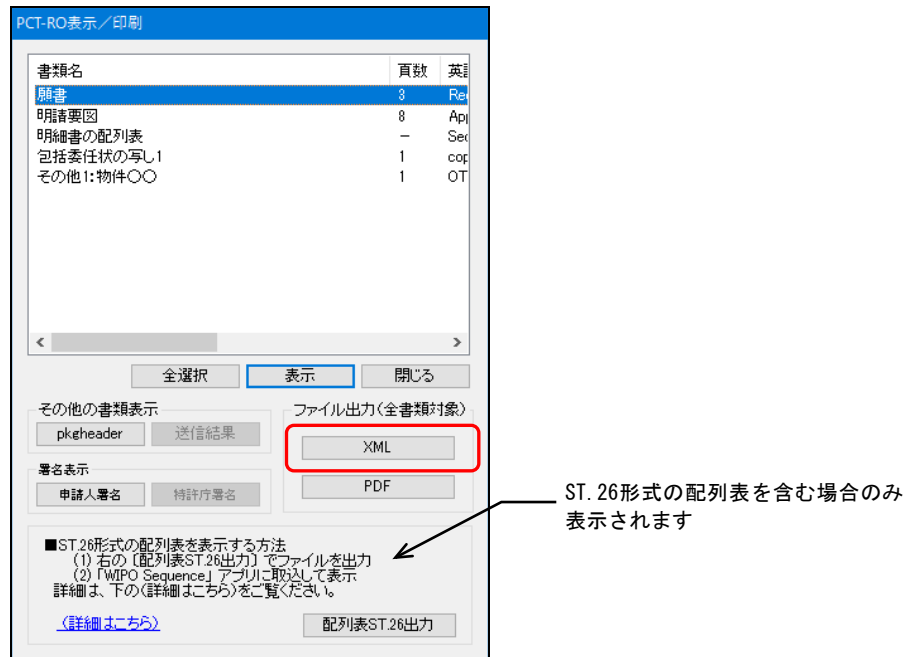 PCT-RO表示／印刷
書類名 頁数 英
願書 3 Re
明請要図 8 App
明細書の配列表 － Sec
包括委任状の写し1 1 cop
その他1:物件〇〇 1 OT
全選択 表示 閉じる
その他の書類表示
pkgheader 送信結果
ファイル出力(全書類対象)
XML
PDF
署名表示
申請人署名 特許庁署名
■ST.26形式の配列表を表示する方法
(1) 右の〔配列表ST.26出力〕でファイルを出力
(2)「WIPO Sequence」アプリに取込して表示
詳細は、下の(詳細はこちら)をご覧ください。
(詳細はこちら)
配列表ST.26出力
ST.26形式の配列表を含む場合のみ
表示されます